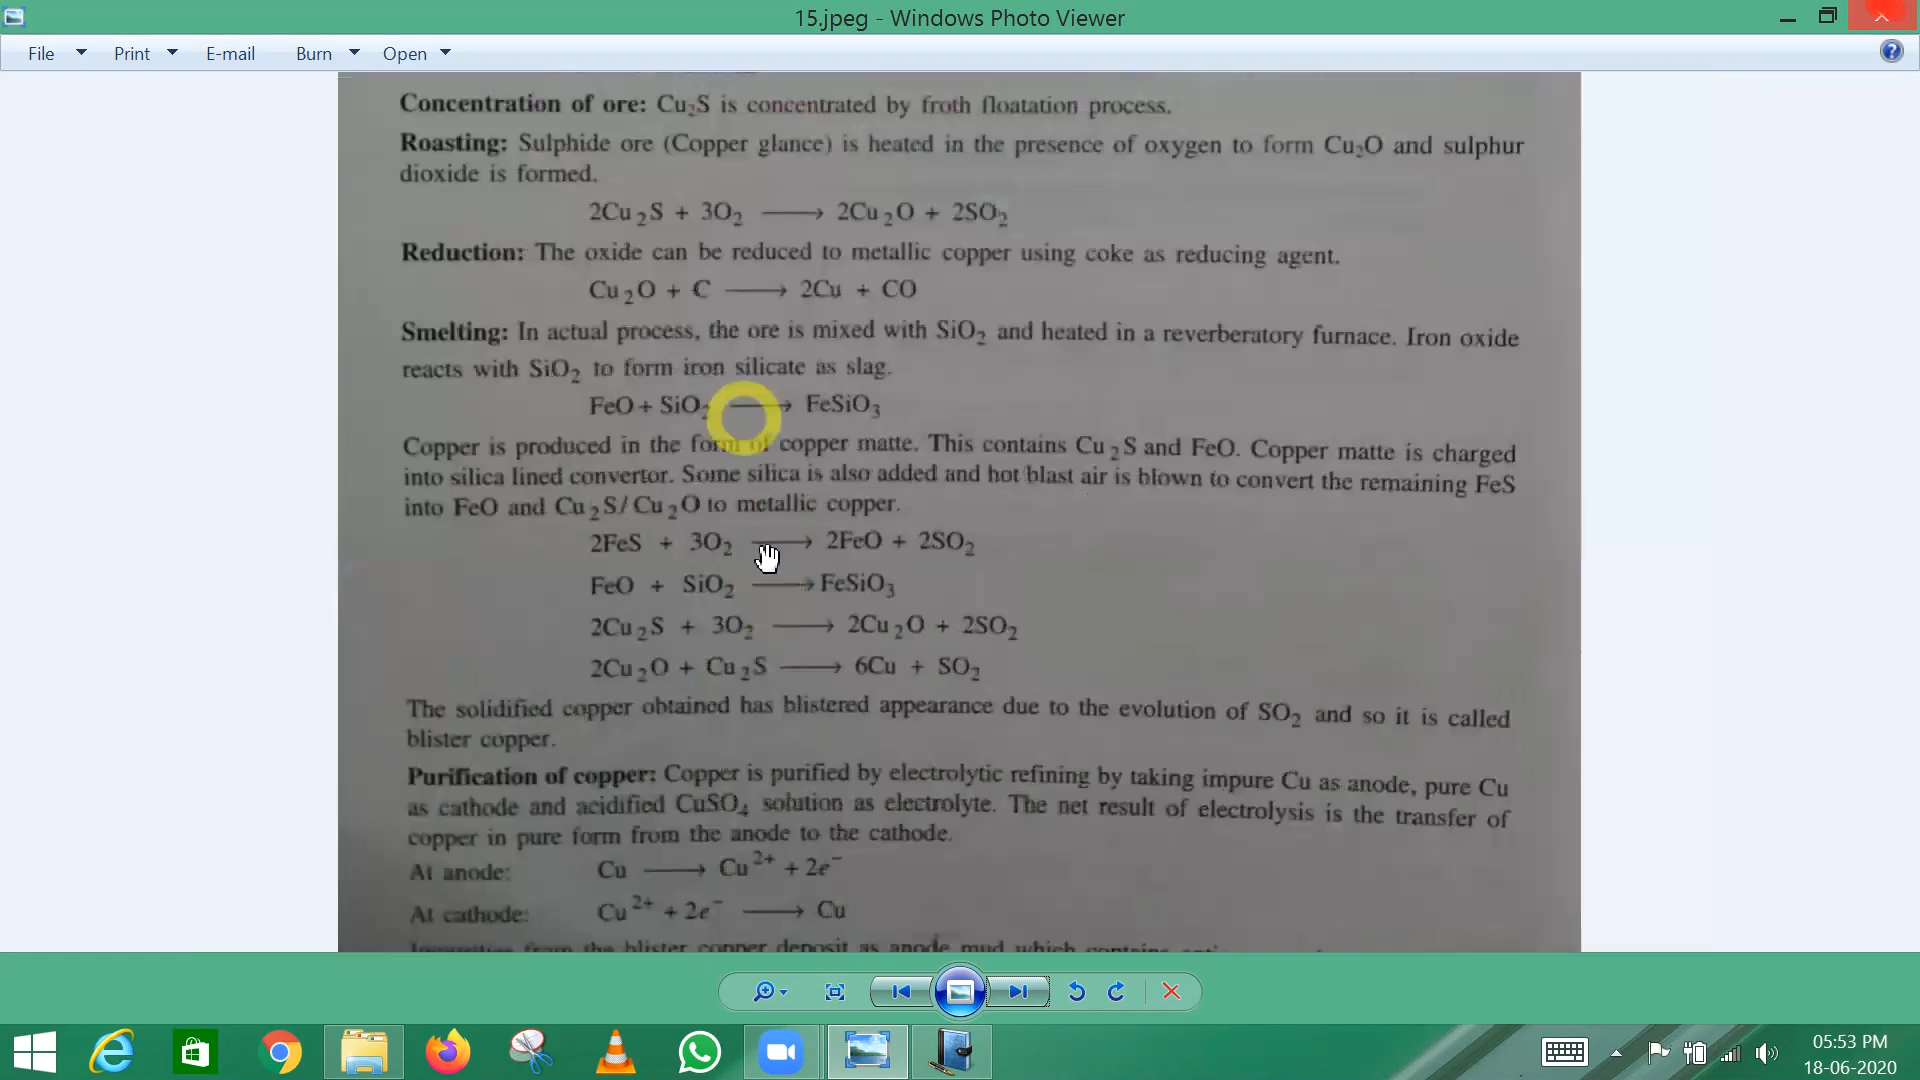 15.jpeg - Windows Photo Viewer
File Print E-mail Burn Open
Concentration of ore: Cu₂S is concentrated by froth floatation process.
Roasting: Sulphide ore (Copper glance) is heated in the presence of oxygen to form Cu₂O and sulphur
dioxide is formed.
2Cu₂S + 3O₂ ⟶ 2Cu₂O + 2SO₂
Reduction: The oxide can be reduced to metallic copper using coke as reducing agent.
Cu₂O + C ⟶ 2Cu + CO
Smelting: In actual process, the ore is mixed with SiO₂ and heated in a reverberatory furnace. Iron oxide
reacts with SiO₂ to form iron silicate as slag.
FeO + SiO₂ ⟶ FeSiO₃
Copper is produced in the form of copper matte. This contains Cu₂S and FeO. Copper matte is charged
into silica lined convertor. Some silica is also added and hot blast air is blown to convert the remaining FeS
into FeO and Cu₂S/Cu₂O to metallic copper.
2FeS + 3O₂ ⟶ 2FeO + 2SO₂
FeO + SiO₂ ⟶ FeSiO₃
2Cu₂S + 3O₂ ⟶ 2Cu₂O + 2SO₂
2Cu₂O + Cu₂S ⟶ 6Cu + SO₂
The solidified copper obtained has blistered appearance due to the evolution of SO₂ and so it is called
blister copper.
Purification of copper: Copper is purified by electrolytic refining by taking impure Cu as anode, pure Cu
as cathode and acidified CuSO₄ solution as electrolyte. The net result of electrolysis is the transfer of
copper in pure form from the anode to the cathode.
At anode: Cu ⟶ Cu²⁺ + 2e⁻
At cathode: Cu²⁺ + 2e⁻ ⟶ Cu
from the blister copper deposit as anode mud which contains
05:53 PM
18-06-2020